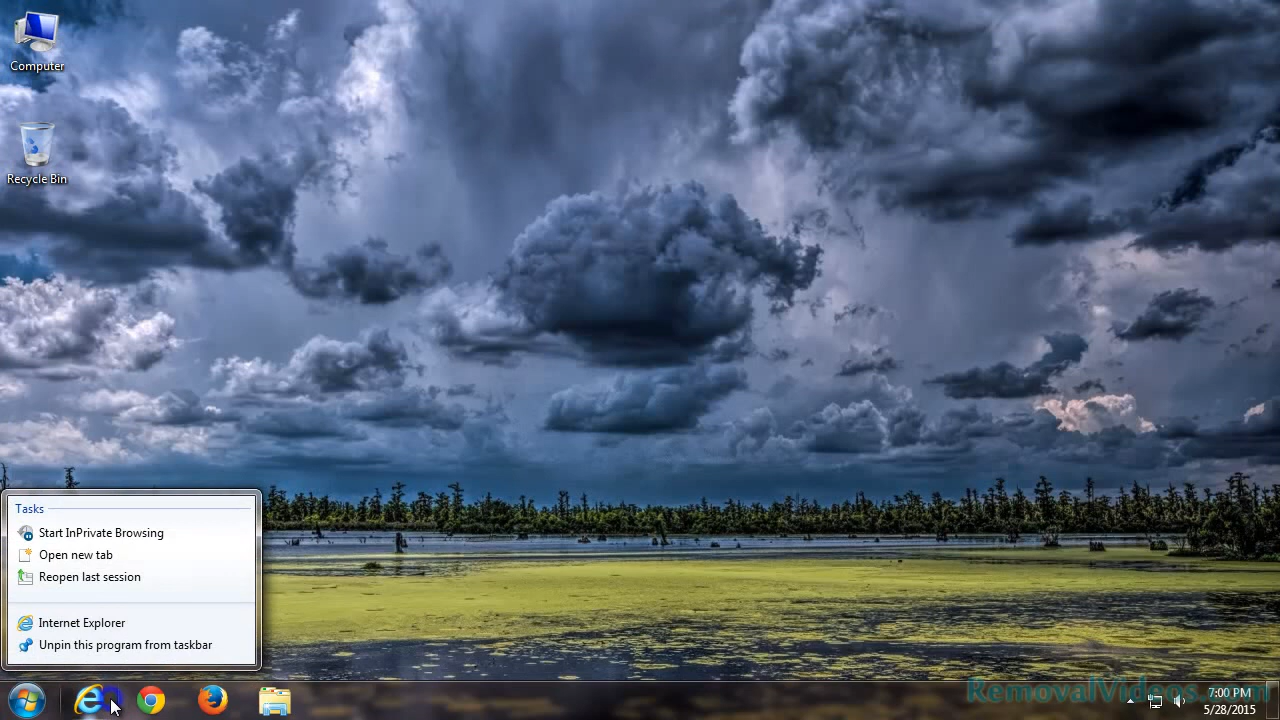 Computer
Recycle Bin
Tasks
Start InPrivate Browsing
Open new tab
Reopen last session
Internet Explorer
Unpin this program from taskbar
RemovalVideos.com
7:00 PM
5/28/2015